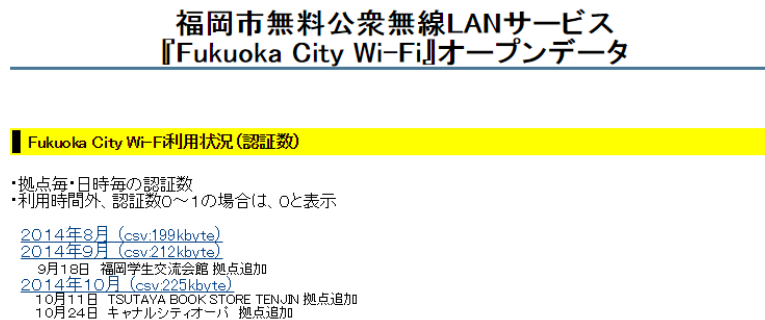 福岡市無料公衆無線LANサービス
『Fukuoka City Wi-Fi』オープンデータ
Fukuoka City Wi-Fi利用状況(認証数)
・拠点毎・日時毎の認証数
・利用時間外、認証数0～1の場合は、0と表示
2014年8月 (csv:199kbyte)
2014年9月 (csv:212kbyte)
9月18日 福岡学生交流会館 拠点追加
2014年10月 (csv:225kbyte)
10月11日 TSUTAYA BOOK STORE TENJIN 拠点追加
10月24日 キャナルシティオーパ 拠点追加